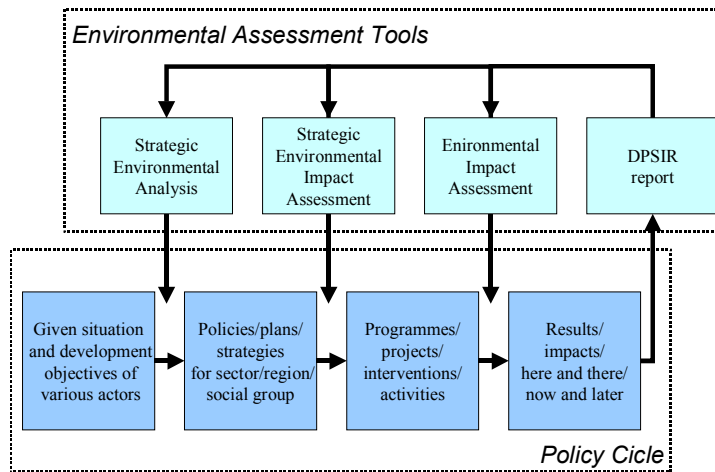 Environmental Assessment Tools
Strategic
Environmental
Analysis
Strategic
Environmental
Impact
Assessment
Enironmental
Impact
Assessment
DPSIR
report
Given situation
and development
objectives of
various actors
Policies/plans/
strategies
for sector/region/
social group
Programmes/
projects/
interventions/
activities
Results/
impacts/
here and there/
now and later
Policy Cicle